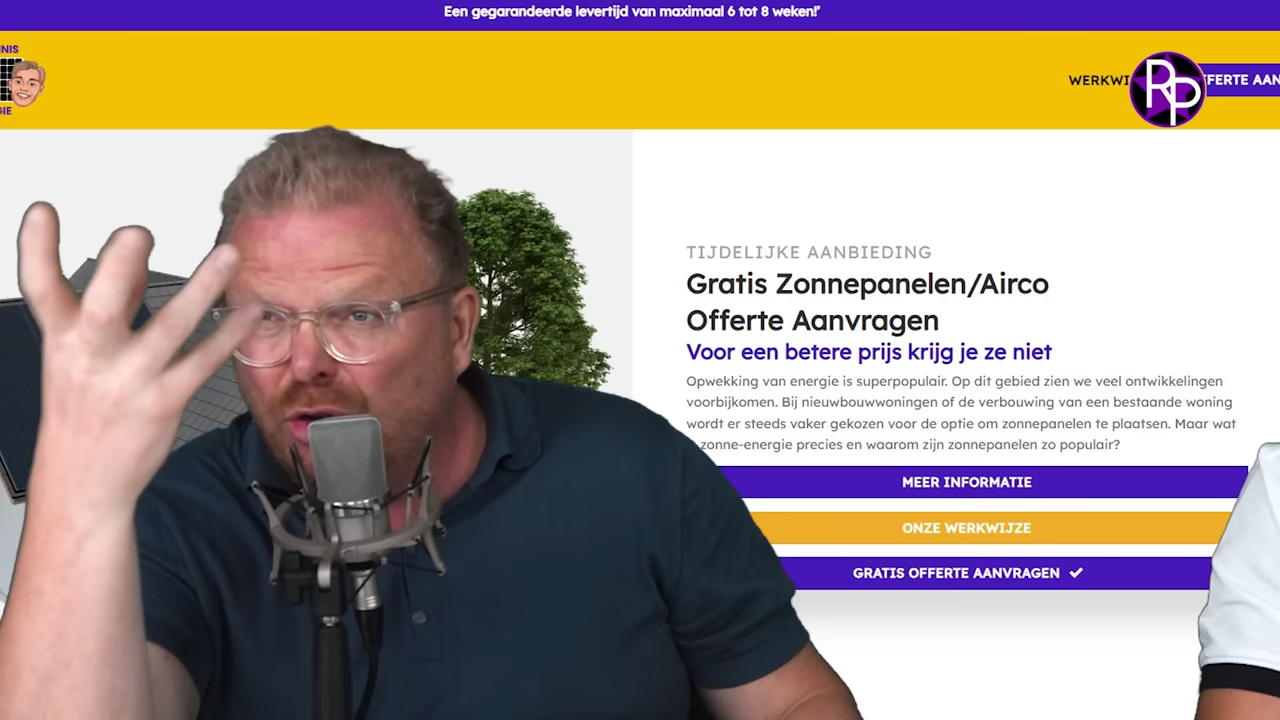 Een gegarandeerde levertijd van maximaal 6 tot 8 weken!*
RP
TIJDELIJKE AANBIEDING
Gratis Zonnepanelen/Airco
Offerte Aanvragen
Voor een betere prijs krijg je ze niet
Opwekking van energie is superpopulair. Op dit gebied zien we veel ontwikkelingen
voorbijkomen. Bij nieuwbouwwoningen of de verbouwing van een bestaande woning
wordt er steeds vaker gekozen voor de optie om zonnepanelen te plaatsen. Maar wat
zonne-energie precies en waarom zijn zonnepanelen zo populair?
MEER INFORMATIE
ONZE WERKWIJZE
GRATIS OFFERTE AANVRAGEN